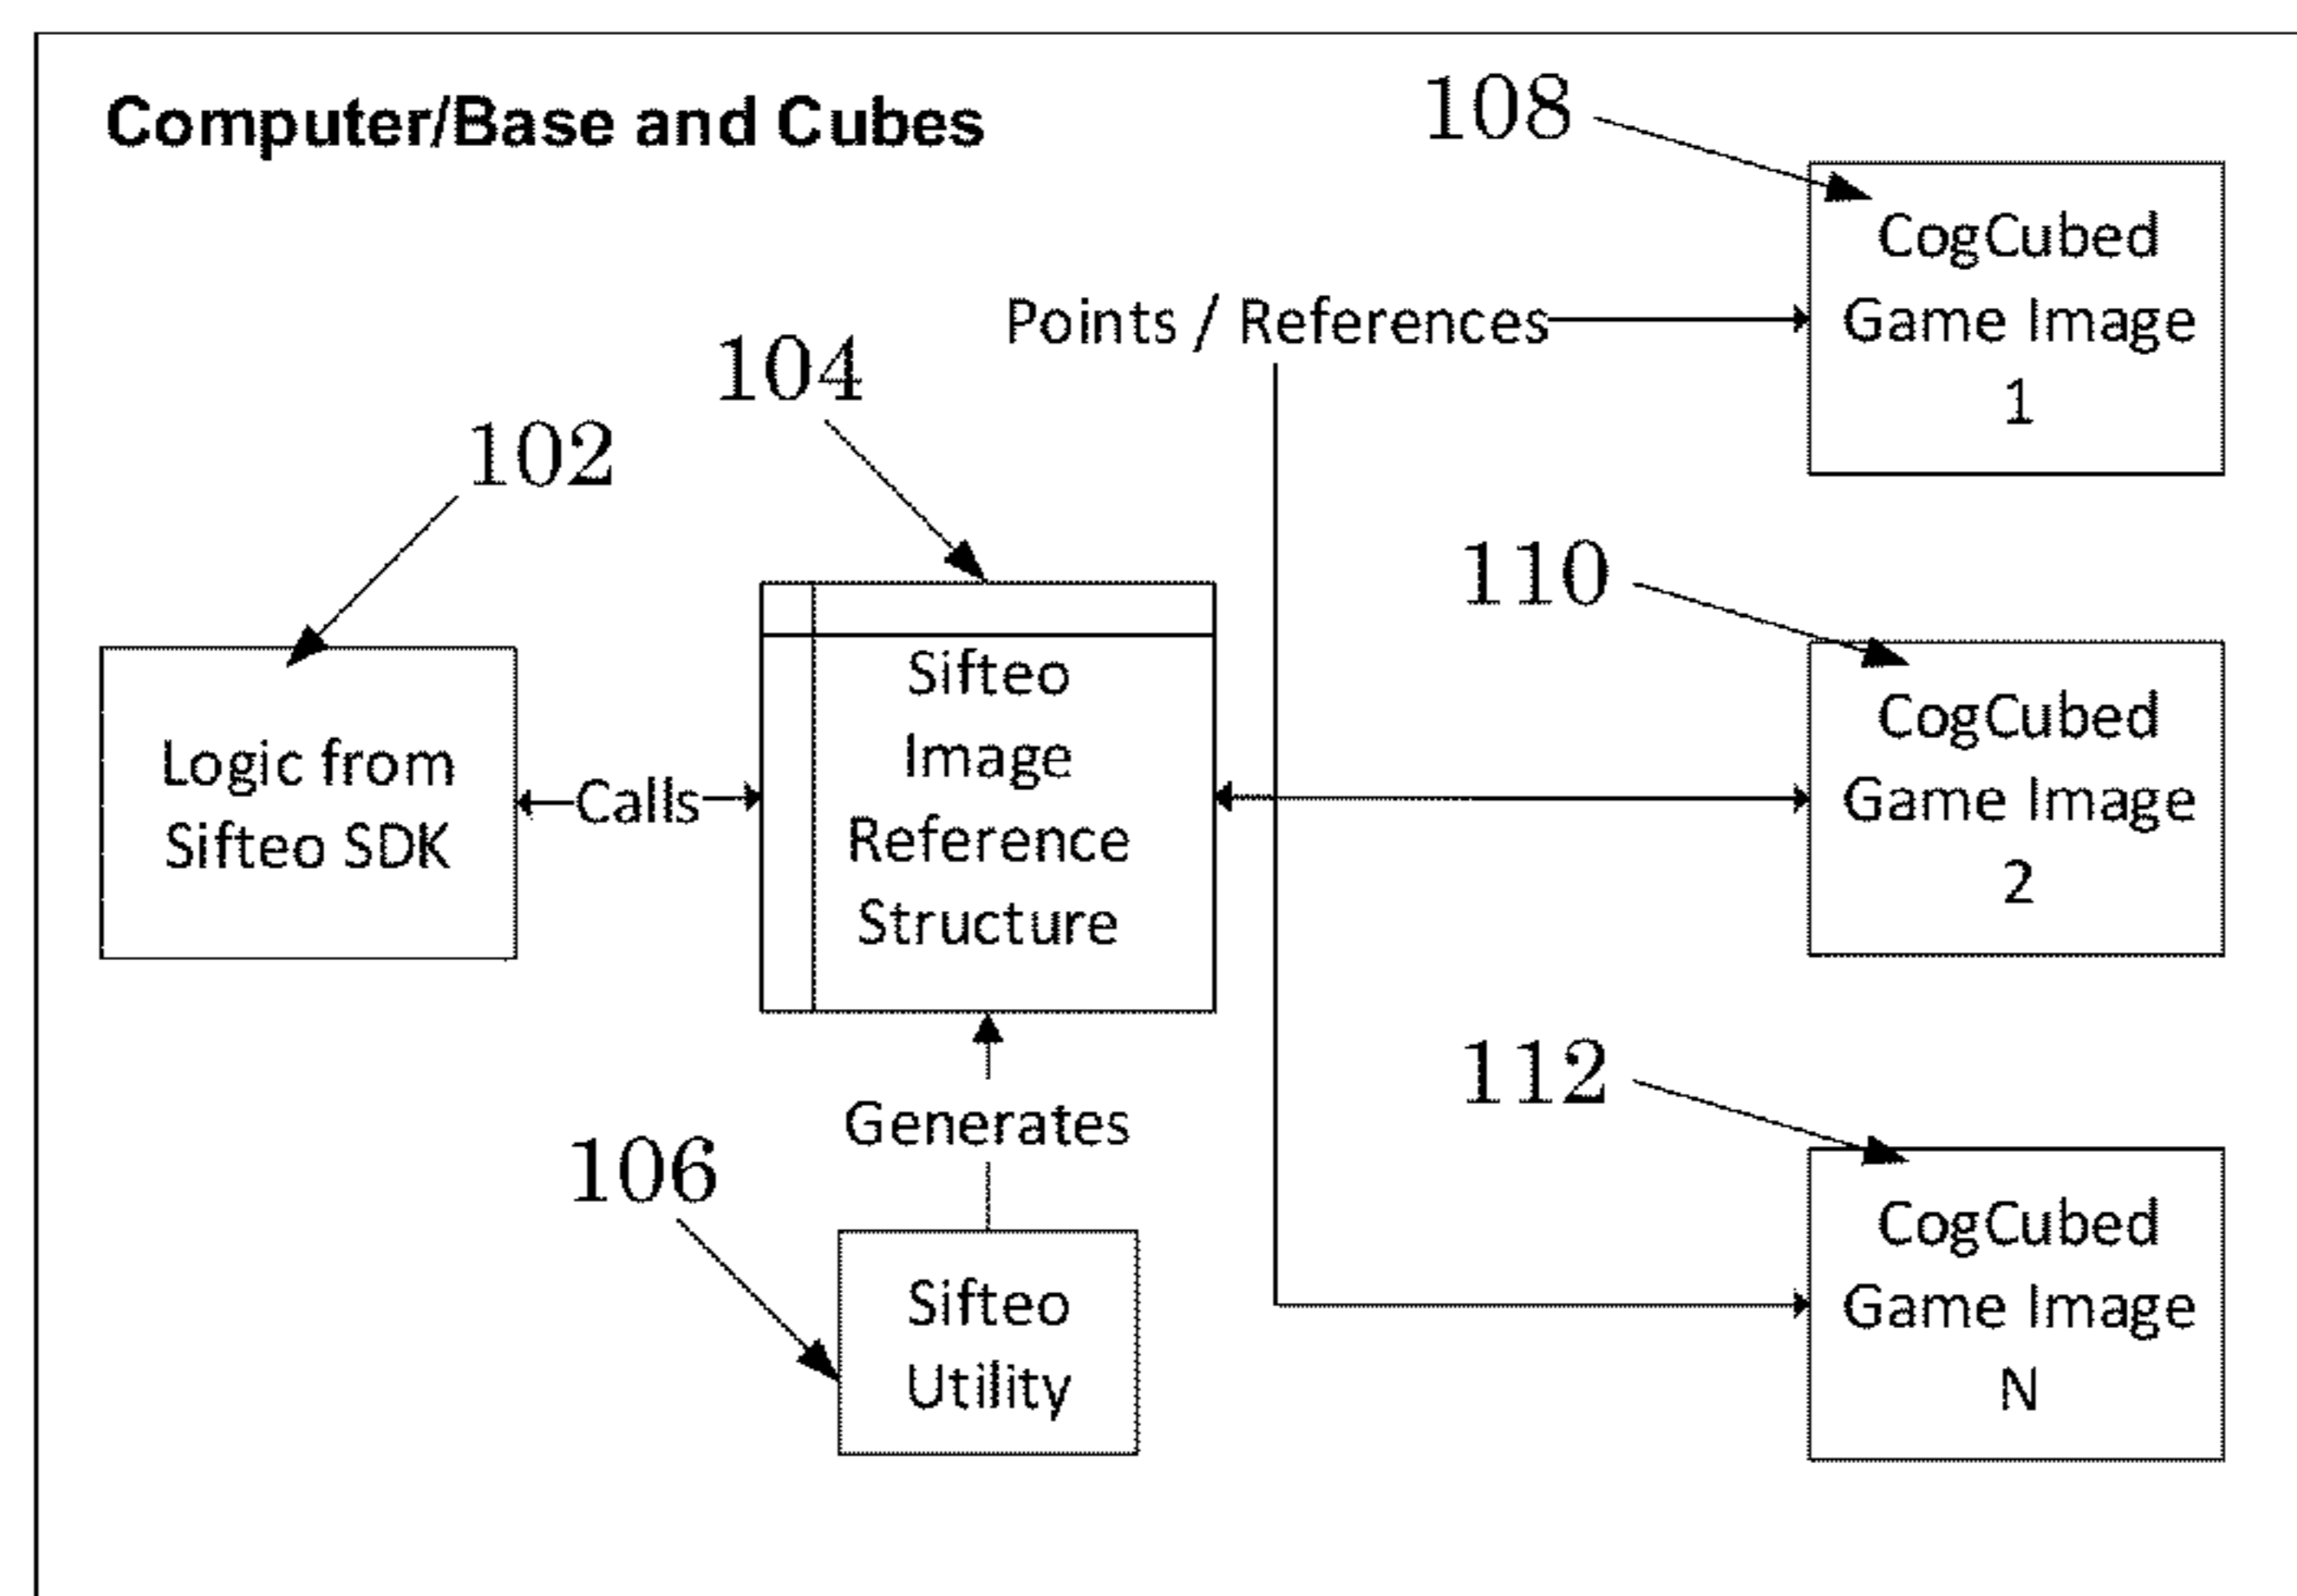 Computer/Base and Cubes
108
CogCubed
Game Image
1
Points / References
104
102
110
CogCubed
Game Image
2
Sifteo
Image
Reference
Structure
Logic from
Sifteo SDK
Calls
112
CogCubed
Game Image
N
Generates
106
Sifteo
Utility